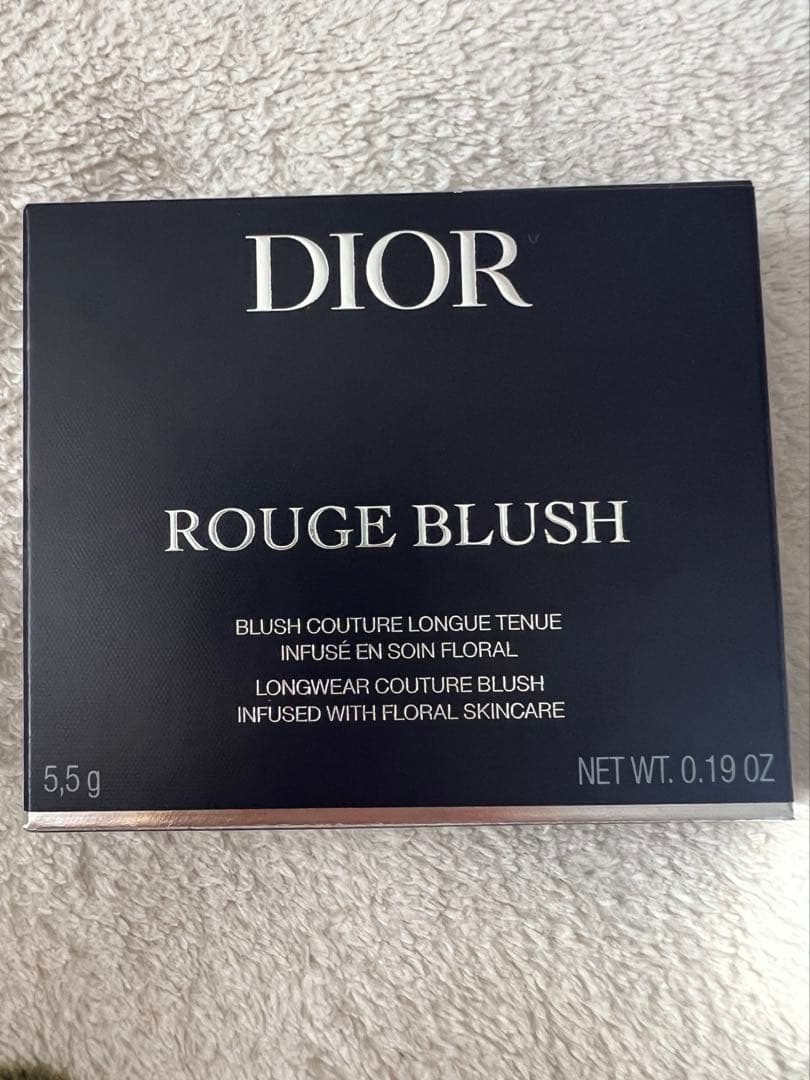 DIOR
ROUGE BLUSH
BLUSH COUTURE LONGUE TENUE
INFUSÉ EN SOIN FLORAL
LONGWEAR COUTURE BLUSH
INFUSED WITH FLORAL SKINCARE
5,5 g
NET WT. 0.19 OZ